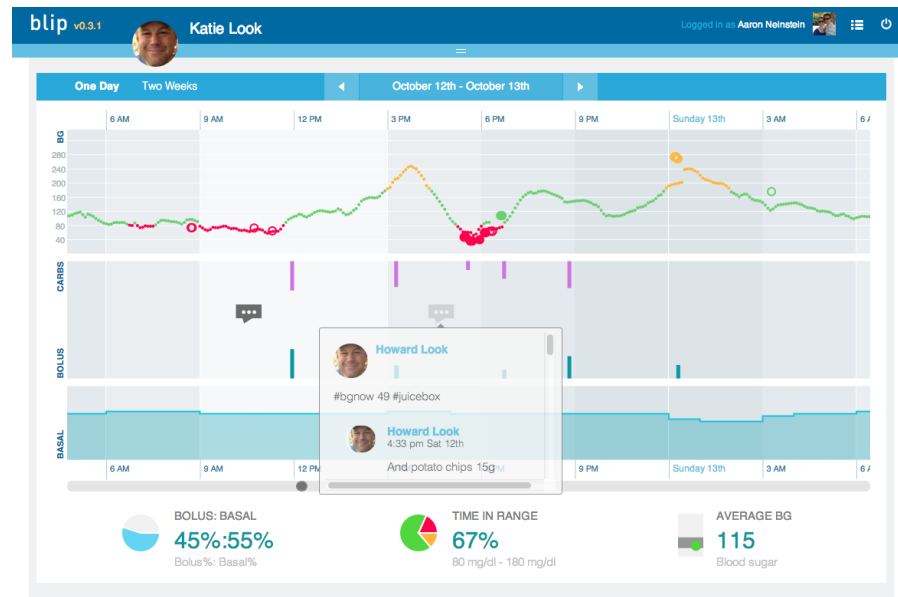 blip v0.3.1
Katie Look
Logged in as Aaron Neinstein
One Day Two Weeks
October 12th - October 13th
6 AM 9 AM 12 PM 3 PM 6 PM 9 PM Sunday 13th 3 AM 6 A
BG
280
240
200
160
120
80
40
CARBS
BOLUS
Howard Look
#bgnow 49 #juicebox
Howard Look
4:33 pm Sat 12th
And potato chips 15g
BASAL
6 AM 9 AM 12 PM 9 PM Sunday 13th 3 AM 6 A
BOLUS: BASAL
45%:55%
Bolus%: Basal%
TIME IN RANGE
67%
80 mg/dl - 180 mg/dl
AVERAGE BG
115
Blood sugar